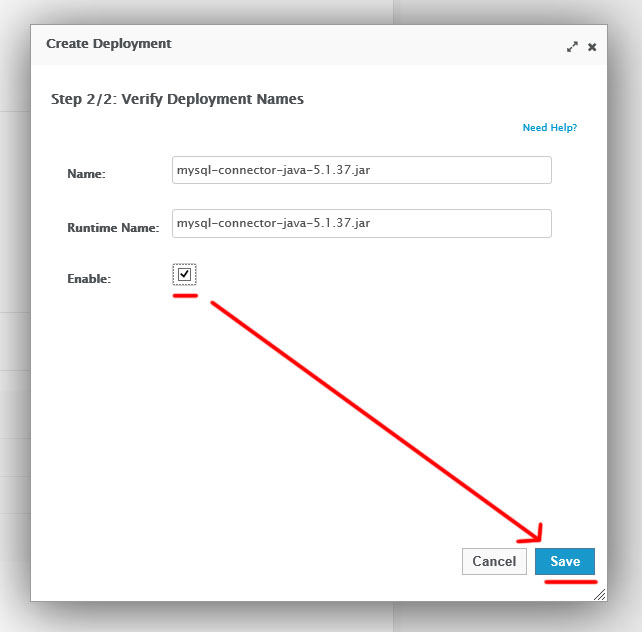 Create Deployment
Step 2/2: Verify Deployment Names
Need Help?
Name: mysql-connector-java-5.1.37.jar
Runtime Name: mysql-connector-java-5.1.37.jar
Enable:
Cancel Save